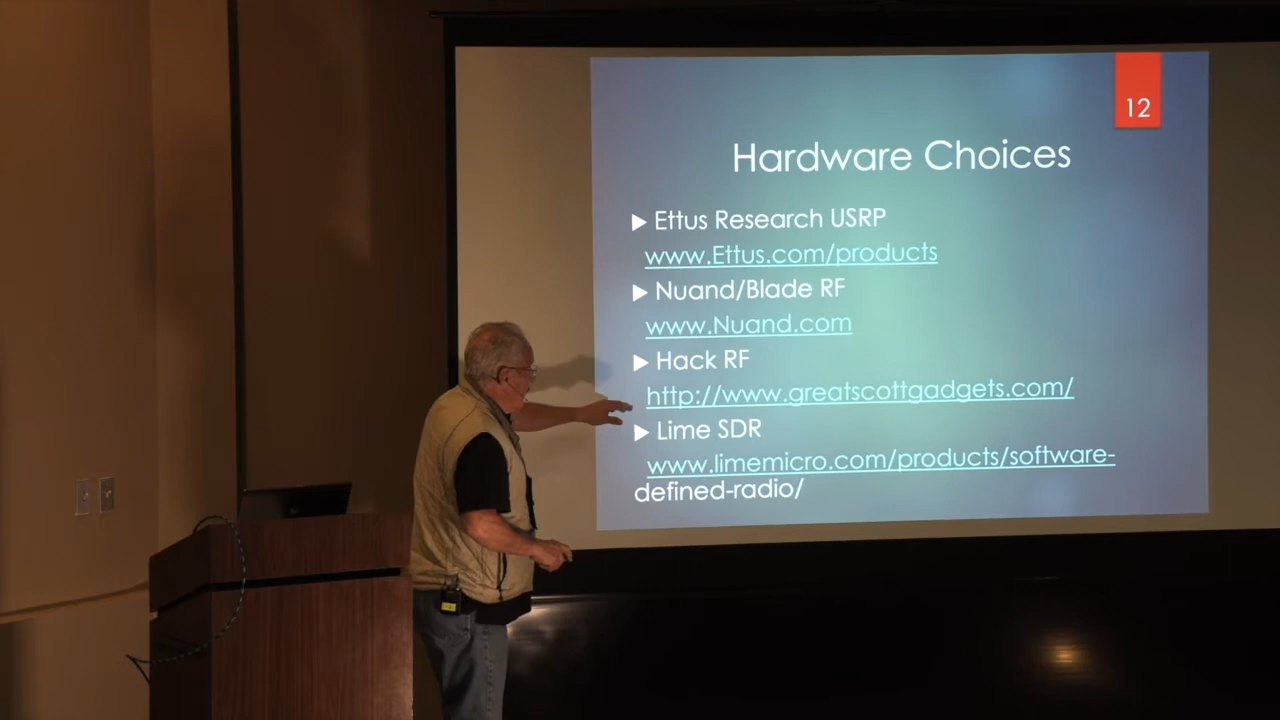 12
Hardware Choices
▶ Ettus Research USRP
www.Ettus.com/products
▶ Nuand/Blade RF
www.Nuand.com
▶ Hack RF
http://www.greatscottgadgets.com/
▶ Lime SDR
www.limemicro.com/products/software-
defined-radio/